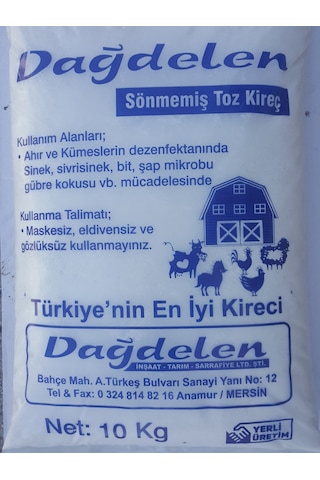 Dağdelen
Sönmemiş Toz Kireç
Kullanım Alanları;
• Ahır ve Kümeslerin dezenfektanında
Sinek, sivrisinek, bit, şap mikrobu
gübre kokusu vb. mücadelesinde
Kullanma Talimatı;
• Maskesiz, eldivensiz ve
gözlüksüz kullanmayınız.
Türkiye'nin En İyi Kireci
Dağdelen
İNŞAAT - TARIM - SARRAFİYE LTD. ŞTİ.
Bahçe Mah. A.Türkeş Bulvarı Sanayi Yanı No: 12
Tel & Fax: 0 324 814 82 16 Anamur / MERSİN
Net: 10 Kg
YERLİ
ÜRETİM